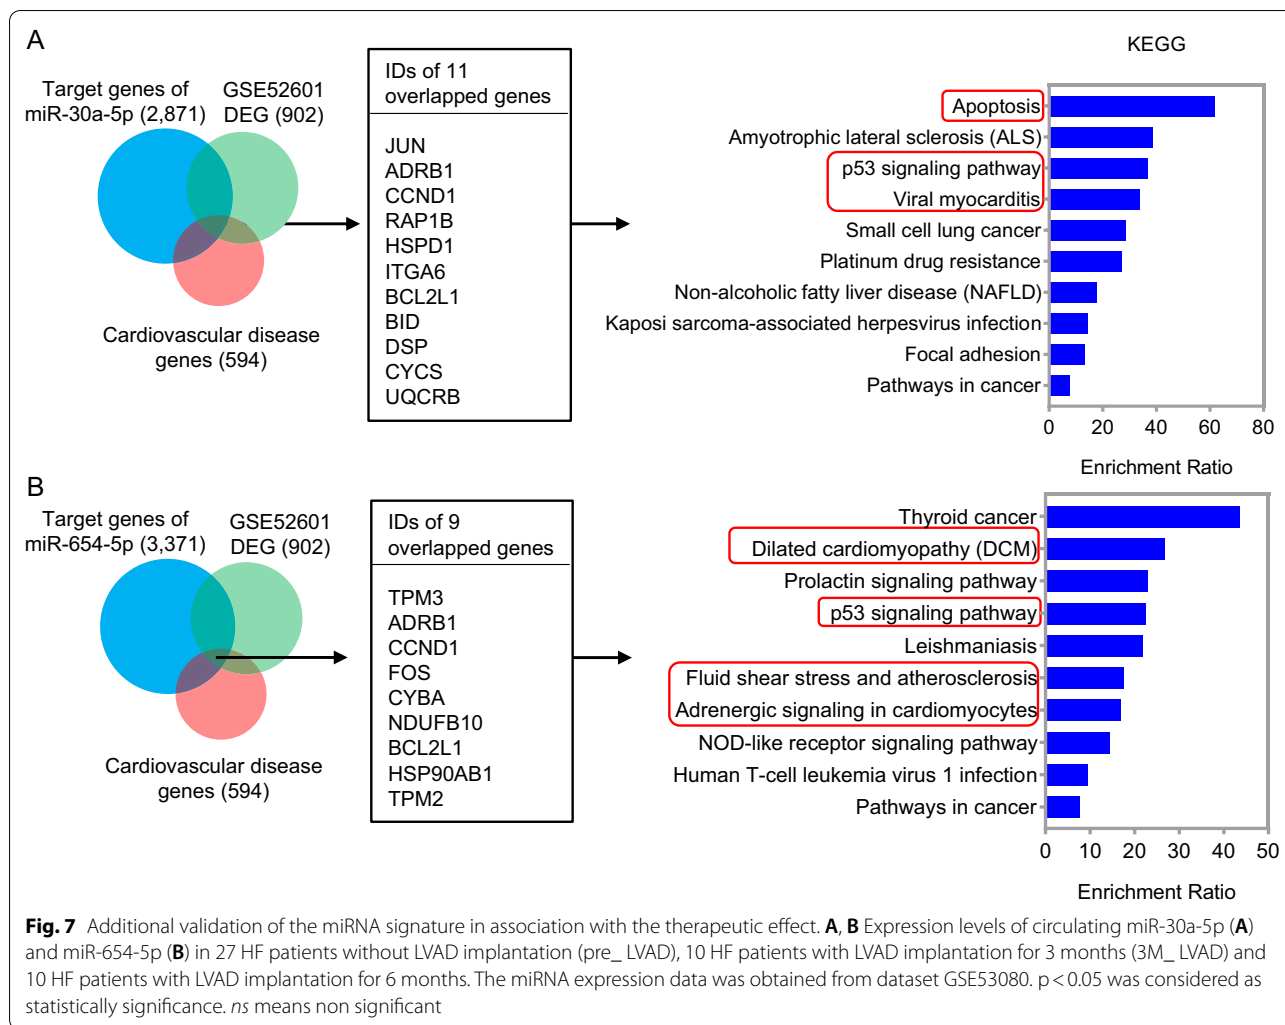 A
Target genes of
miR-30a-5p (2,871)
GSE52601
DEG (902)
Cardiovascular disease
genes (594)
IDs of 11
overlapped genes
JUN
ADRB1
CCND1
RAP1B
HSPD1
ITGA6
BCL2L1
BID
DSP
CYCS
UQCRB
KEGG
Apoptosis
Amyotrophic lateral sclerosis (ALS)
p53 signaling pathway
Viral myocarditis
Small cell lung cancer
Platinum drug resistance
Non-alcoholic fatty liver disease (NAFLD)
Kaposi sarcoma-associated herpesvirus infection
Focal adhesion
Pathways in cancer
0 20 40 60 80
Enrichment Ratio
B
Target genes of
miR-654-5p (3,371)
GSE52601
DEG (902)
Cardiovascular disease
genes (594)
IDs of 9
overlapped genes
TPM3
ADRB1
CCND1
FOS
CYBA
NDUFB10
BCL2L1
HSP90AB1
TPM2
Thyroid cancer
Dilated cardiomyopathy (DCM)
Prolactin signaling pathway
p53 signaling pathway
Leishmaniasis
Fluid shear stress and atherosclerosis
Adrenergic signaling in cardiomyocytes
NOD-like receptor signaling pathway
Human T-cell leukemia virus 1 infection
Pathways in cancer
0 10 20 30 40 50
Enrichment Ratio
Fig. 7 Additional validation of the miRNA signature in association with the therapeutic effect. A, B Expression levels of circulating miR-30a-5p (A)
and miR-654-5p (B) in 27 HF patients without LVAD implantation (pre_ LVAD), 10 HF patients with LVAD implantation for 3 months (3M_ LVAD) and
10 HF patients with LVAD implantation for 6 months. The miRNA expression data was obtained from dataset GSE53080. p < 0.05 was considered as
statistically significance. ns means non significant